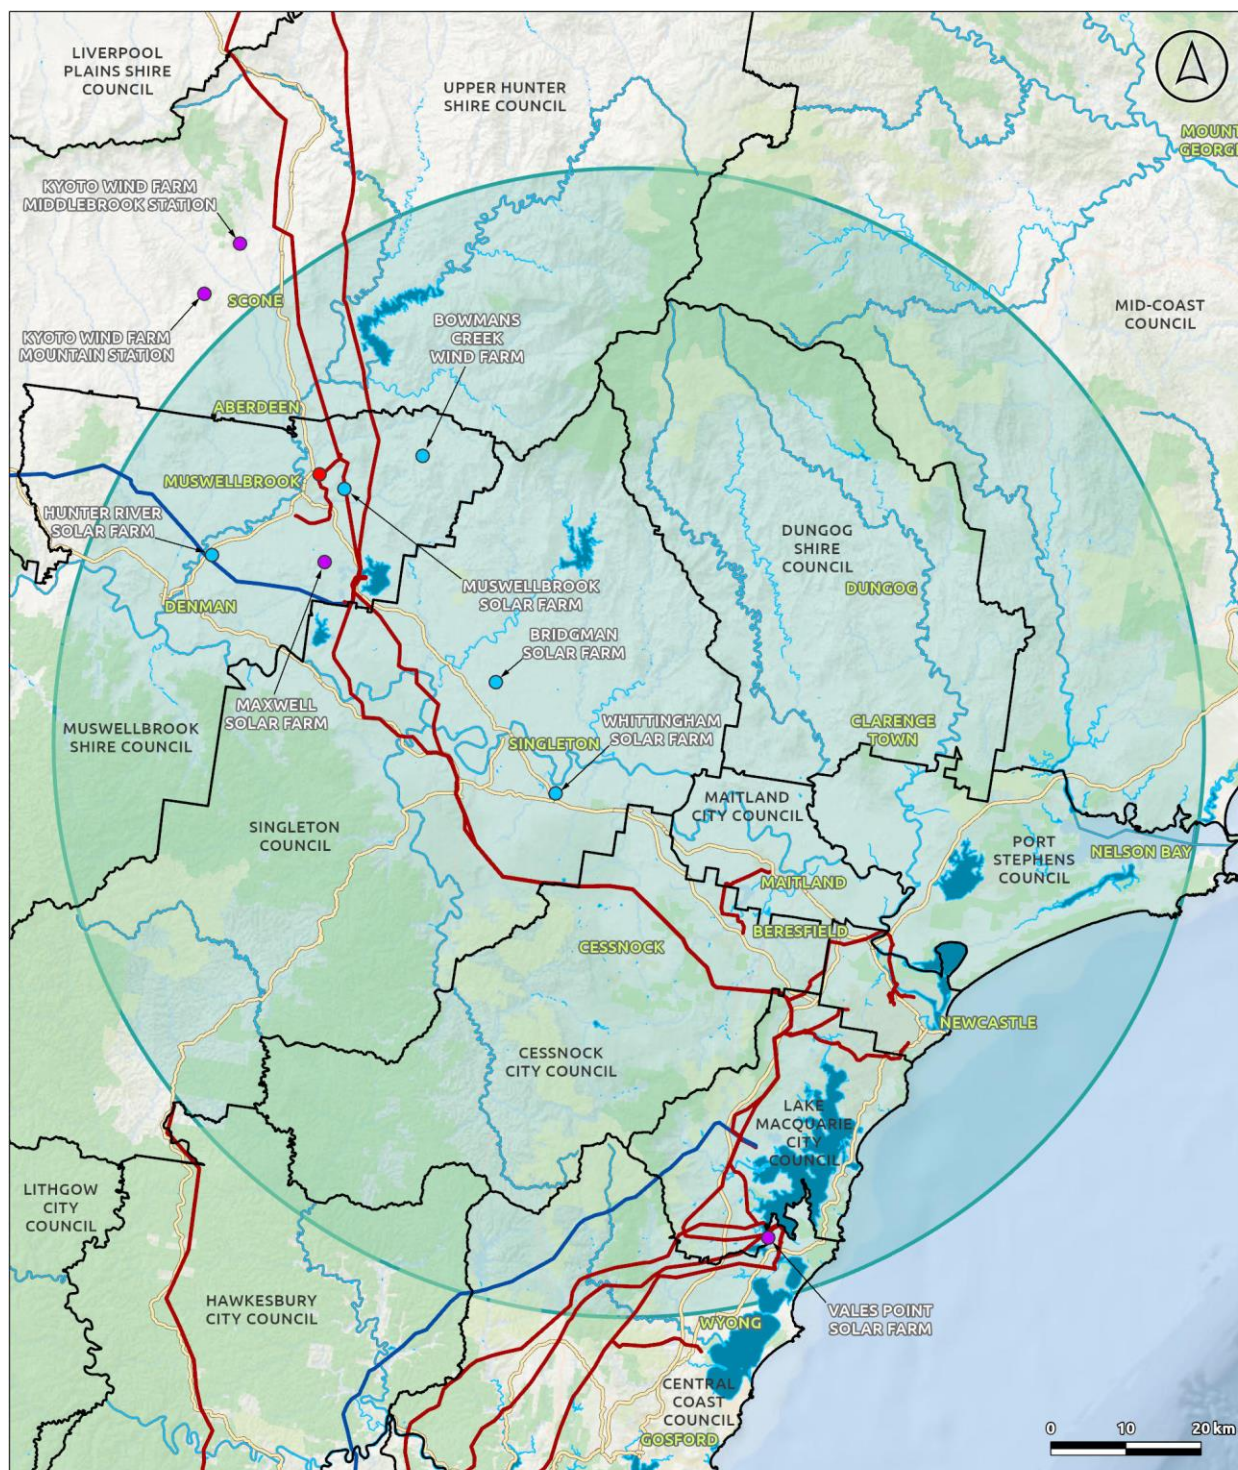 LIVERPOOL
PLAINS SHIRE
COUNCIL
UPPER HUNTER
SHIRE COUNCIL
MOUNT
GEORGE
KYOTO WIND FARM
MIDDLEBROOK STATION
SCONE
KYOTO WIND FARM
MOUNTAIN STATION
BOWMANS
CREEK
WIND FARM
MID-COAST
COUNCIL
ABERDEEN
MUSWELLBROOK
HUNTER RIVER
SOLAR FARM
DUNGOG
SHIRE
COUNCIL
DUNGOG
DENMAN
MUSWELLBROOK
SOLAR FARM
BRIDGMAN
SOLAR FARM
MAXWELL
SOLAR FARM
MUSWELLBROOK
SHIRE COUNCIL
WHITTINGHAM
SOLAR FARM
SINGLETON
CLARENCE
TOWN
MAITLAND
CITY COUNCIL
SINGLETON
COUNCIL
PORT
STEPHENS
COUNCIL
NELSON BAY
MAITLAND
BERESFIELD
CESSNOCK
NEWCASTLE
CESSNOCK
CITY COUNCIL
LAKE
MACQUARIE
CITY
COUNCIL
LITHGOW
CITY
COUNCIL
HAWKESBURY
CITY COUNCIL
WYONG
VALES POINT
SOLAR FARM
CENTRAL
COAST
COUNCIL
GOSFORD
0 10 20 km